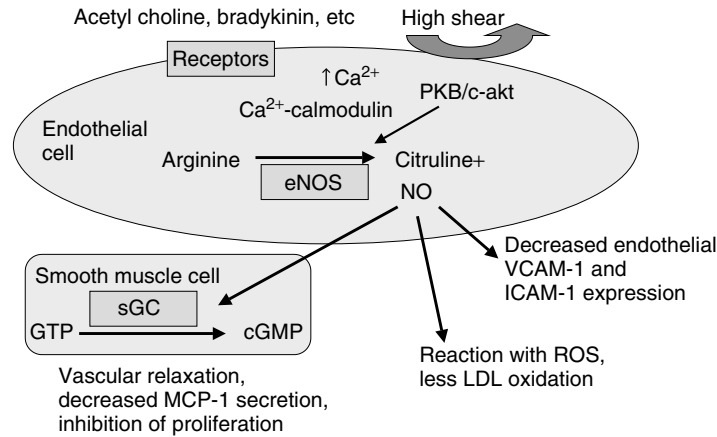 Acetyl choline, bradykinin, etc
High shear
Receptors
↑Ca²⁺
PKB/c-akt
Ca²⁺-calmodulin
Endothelial
cell
Arginine
Citruline+
eNOS
NO
Decreased endothelial
VCAM-1 and
ICAM-1 expression
Smooth muscle cell
sGC
GTP
cGMP
Reaction with ROS,
less LDL oxidation
Vascular relaxation,
decreased MCP-1 secretion,
inhibition of proliferation